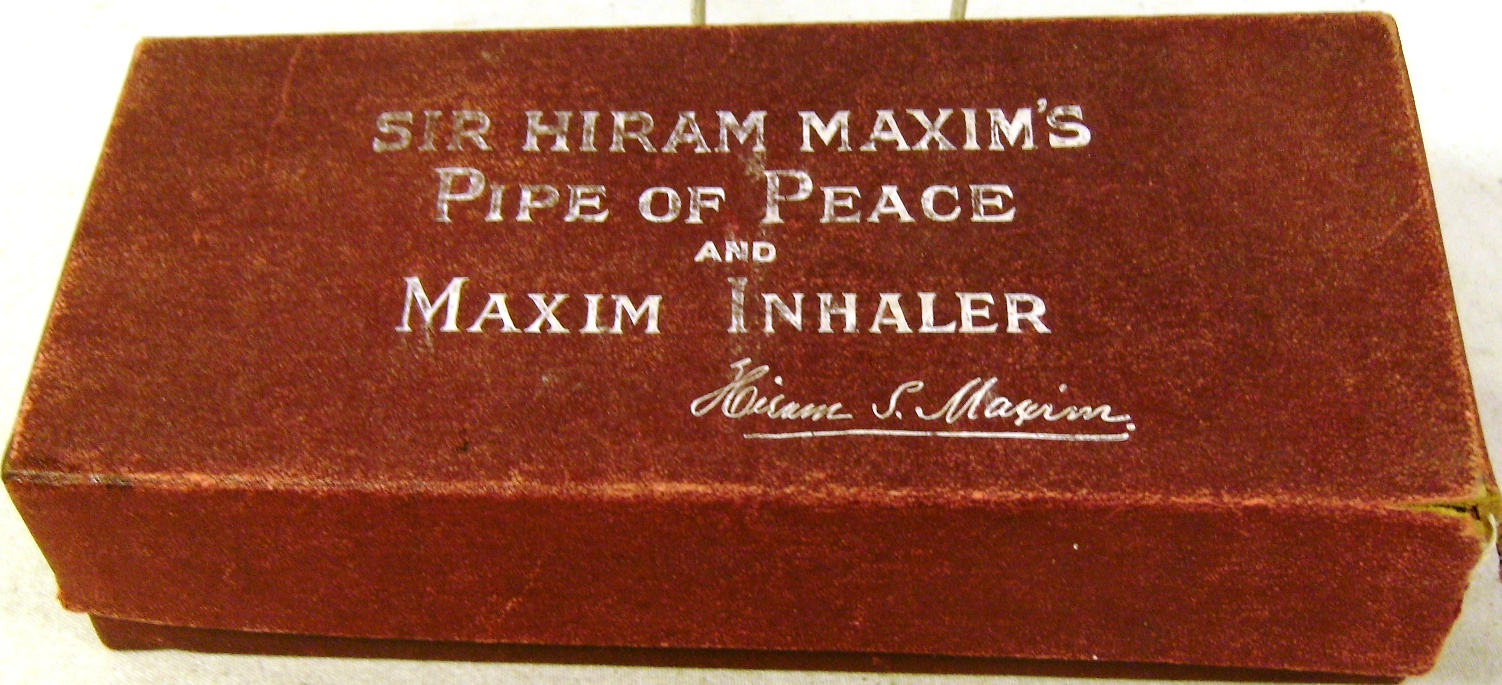 SIR HIRAM MAXIM'S
PIPE OF PEACE
AND
MAXIM INHALER
Hiram S. Maxim.